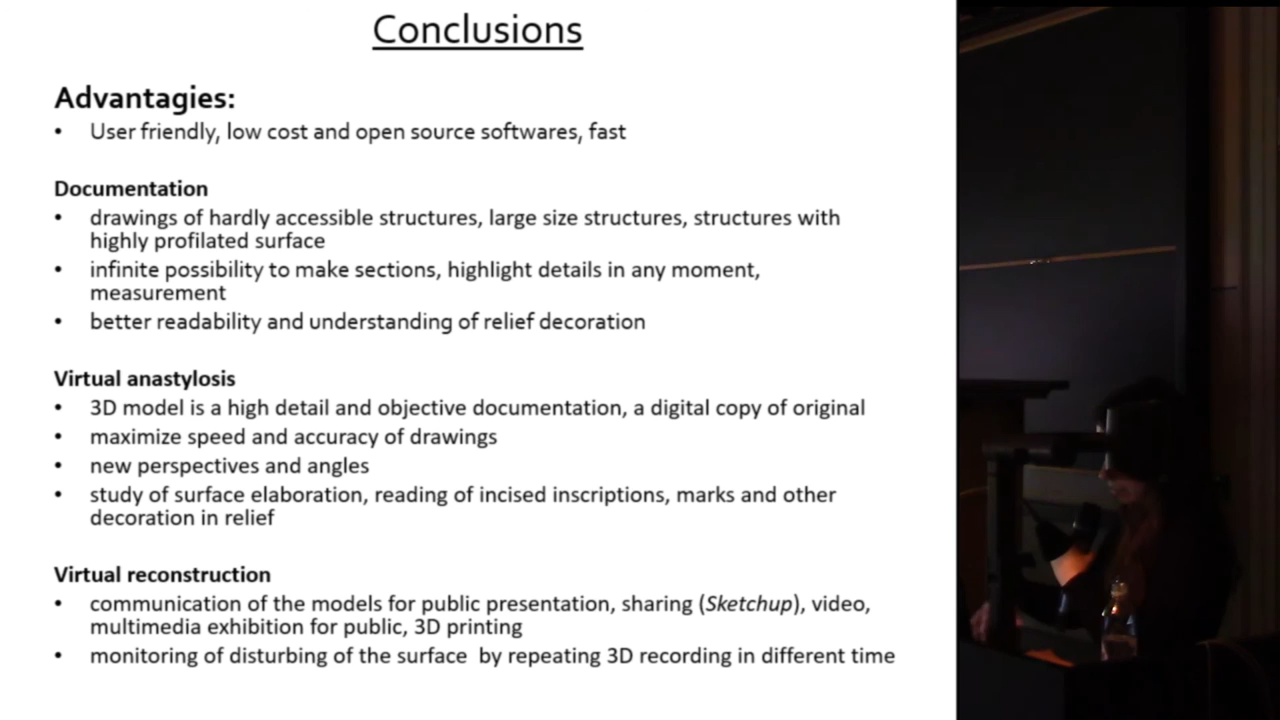 Conclusions
Advantagies:
• User friendly, low cost and open source softwares, fast
Documentation
• drawings of hardly accessible structures, large size structures, structures with
highly profilated surface
• infinite possibility to make sections, highlight details in any moment,
measurement
• better readability and understanding of relief decoration
Virtual anastylosis
• 3D model is a high detail and objective documentation, a digital copy of original
• maximize speed and accuracy of drawings
• new perspectives and angles
• study of surface elaboration, reading of incised inscriptions, marks and other
decoration in relief
Virtual reconstruction
• communication of the models for public presentation, sharing (Sketchup), video,
multimedia exhibition for public, 3D printing
• monitoring of disturbing of the surface by repeating 3D recording in different time